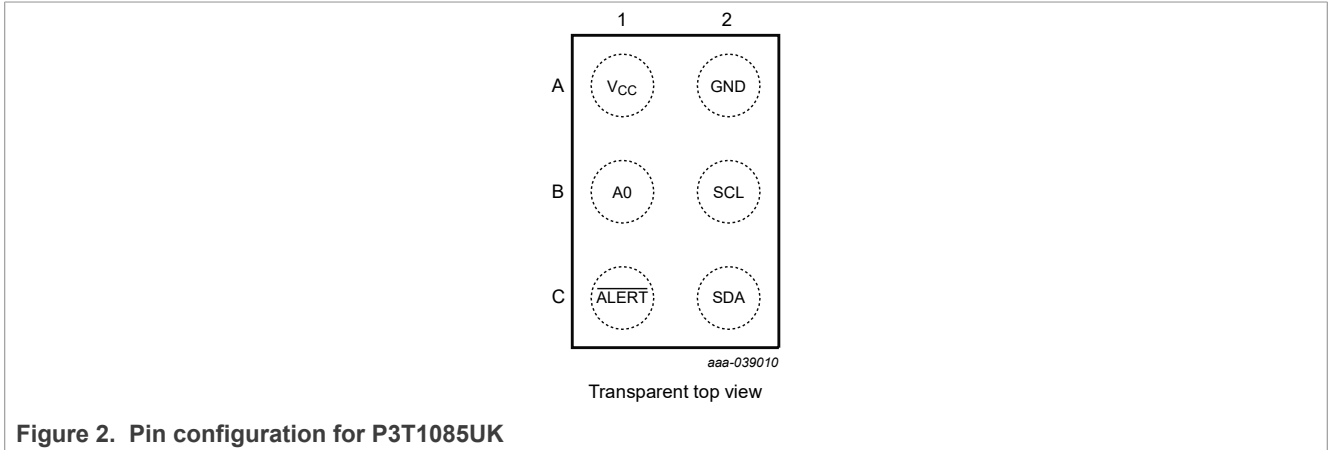 1 2
A VCC GND
B A0 SCL
C ALERT SDA
aaa-039010
Transparent top view
Figure 2. Pin configuration for P3T1085UK